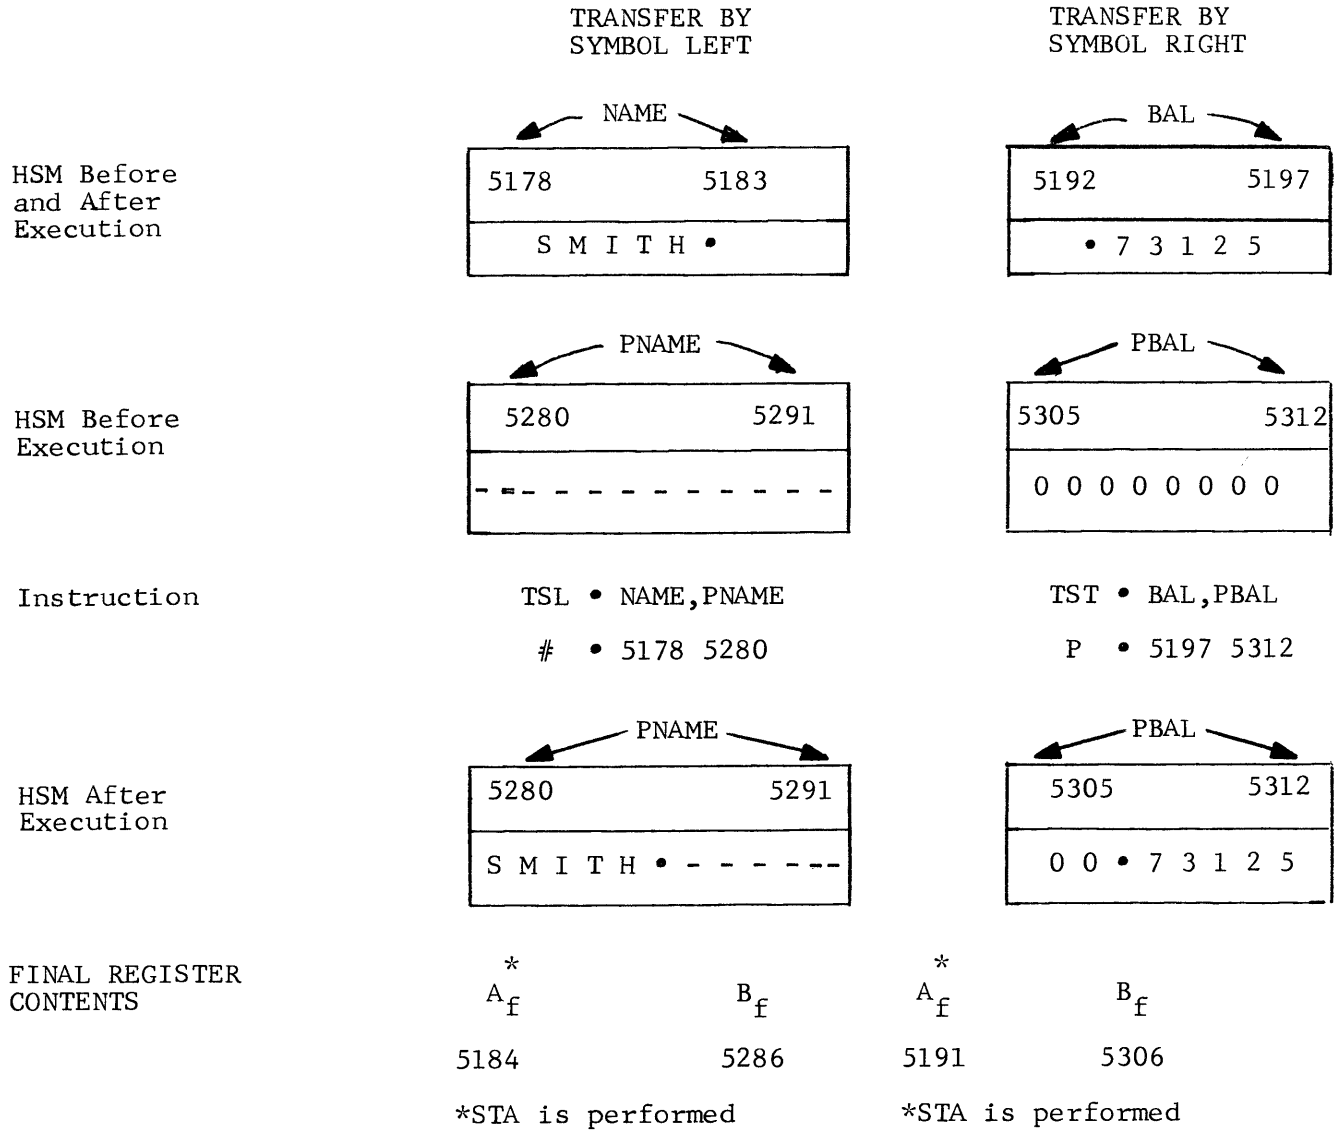 TRANSFER BY
SYMBOL LEFT
TRANSFER BY
SYMBOL RIGHT
NAME
BAL
HSM Before
and After
Execution
5178 5183
5192 5197
S M I T H •
• 7 3 1 2 5
PNAME
PBAL
HSM Before
Execution
5280 5291
5305 5312
- = - - - - - - - - - -
0 0 0 0 0 0 0 0
Instruction
TSL • NAME,PNAME
TST • BAL,PBAL
# • 5178 5280
P • 5197 5312
PNAME
PBAL
HSM After
Execution
5280 5291
5305 5312
S M I T H • - - - - - -
0 0 • 7 3 1 2 5
FINAL REGISTER
CONTENTS
* *
Af Bf Af Bf
5184 5286 5191 5306
*STA is performed
*STA is performed